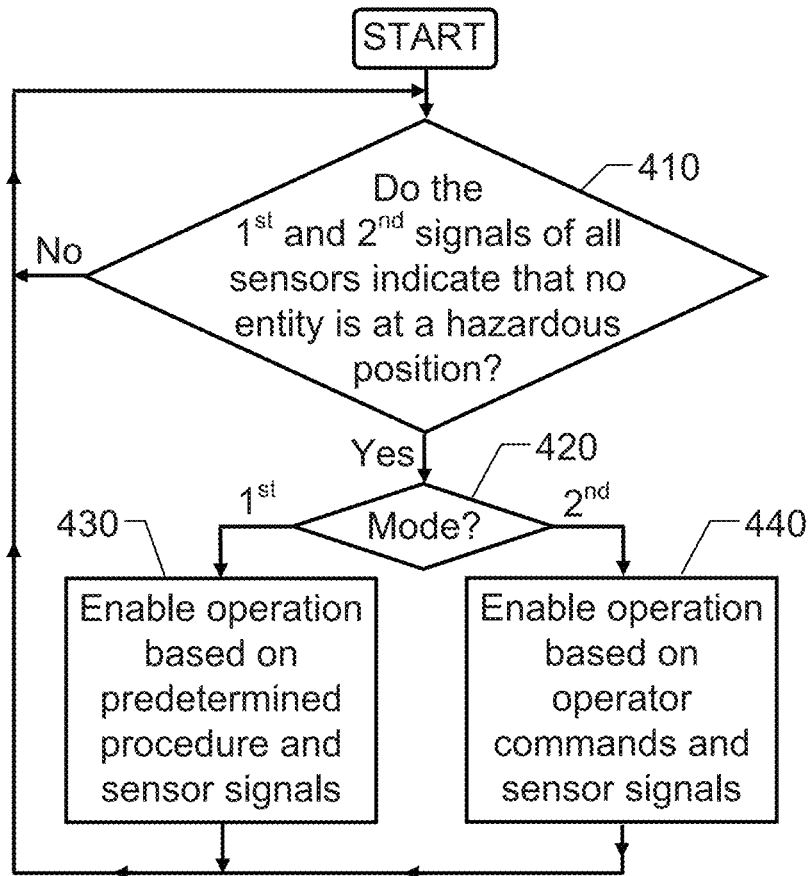 START
410
Do the
1st and 2nd signals of all
sensors indicate that no
entity is at a hazardous
position?
No
Yes
420
1st
Mode?
2nd
430
440
Enable operation
based on
predetermined
procedure and
sensor signals
Enable operation
based on
operator
commands and
sensor signals